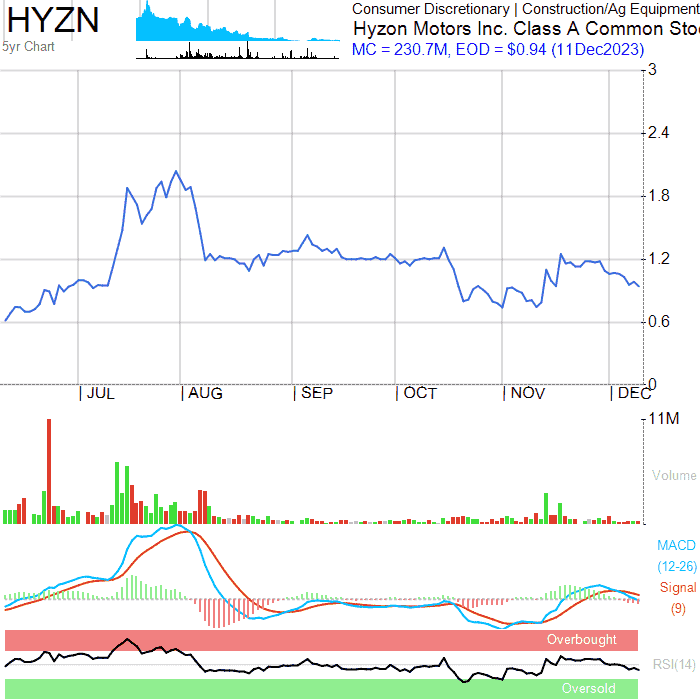 HYZN
5yr Chart
Consumer Discretionary | Construction/Ag Equipment
Hyzon Motors Inc. Class A Common Sto
MC = 230.7M, EOD = $0.94 (11Dec2023)
3
2.4
1.8
1.2
0.6
0
| JUL | AUG | SEP | OCT | NOV | DEC
11M
Volume
MACD
(12-26)
Signal
(9)
Overbought
RSI(14)
Oversold